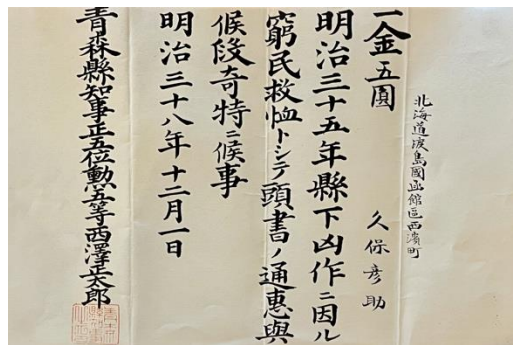 北海道渡島國函館區西濱町
久保彦助
一金五圓
明治三十五年縣下凶作ニ因ル
窮民救恤トシテ頭書ノ通惠與
候段奇特ニ候事
明治三十八年十二月一日
青森縣知事正五位勲五等西澤正太郎